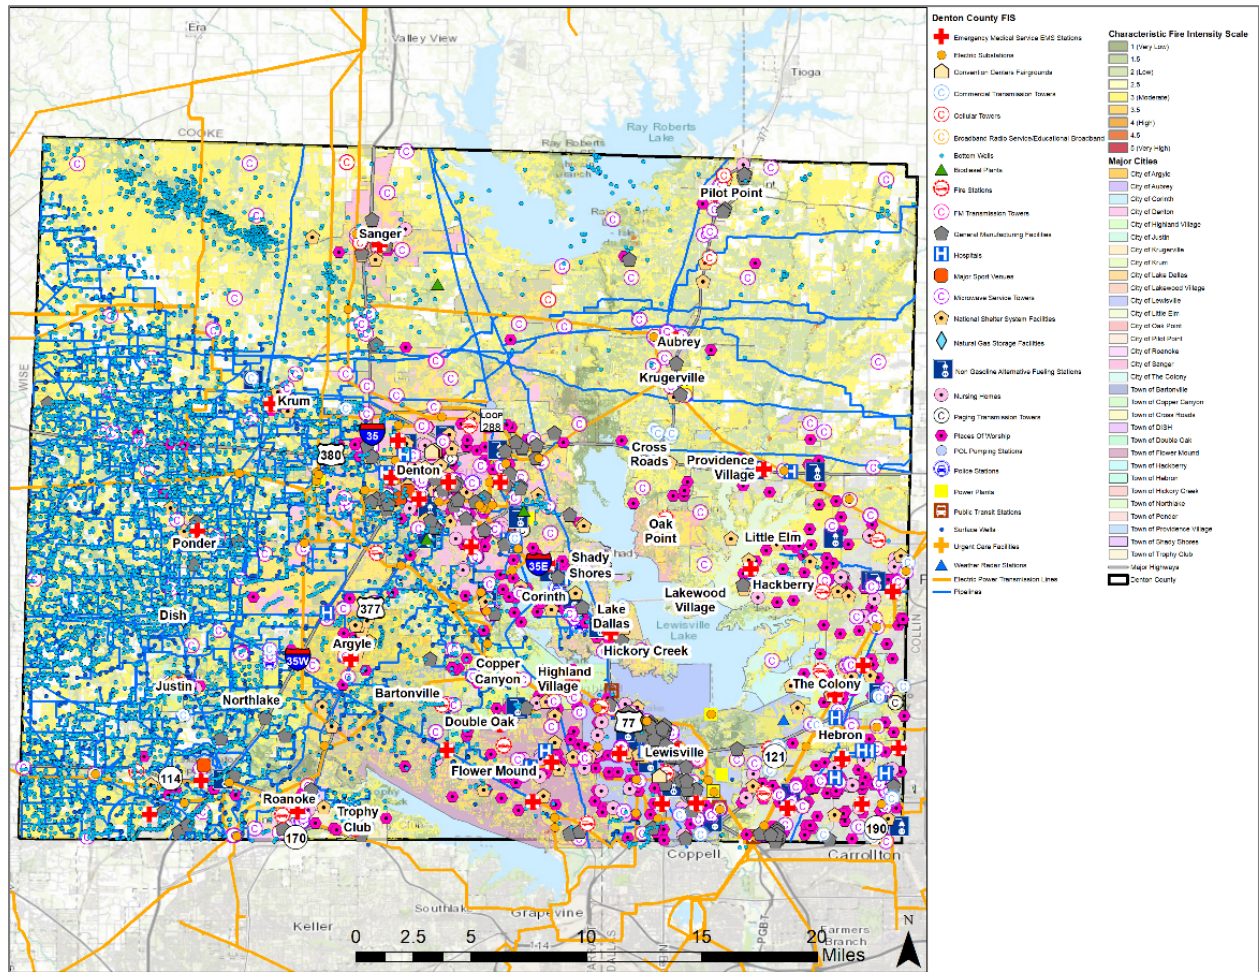 Era
Valley View
Tioga
COOKE
Ray Roberts
Lake
Ray Roberts
377
Pilot Point
Sanger
WISE
Aubrey
Krugerville
Krum
LOOP
288
35
380
Denton
Cross
Roads
Providence
Village
Ponder
Oak
Point
Little Elm
Shady
Shores
35E
Hackberry
Corinth
Lakewood
Village
Dish
377
Lake
Dallas
Lewisville
Lake
COLLIN
Argyle
Hickory Creek
35W
Copper
Canyon
Highland
Village
Justin
Northlake
Bartonville
The Colony
Double Oak
77
Hebron
Lewisville
121
Flower Mound
114
Roanoke
Trophy
Club
170
190
Coppell
Carrollton
Southlake
Grapevine
Keller
Farmers
Branch
PGBT
DALLAS
N
0 2.5 5 10 15 20
Miles
Denton County FIS
Emergency Medical Service EMS Stations
Electric Substations
Convention Centers Fairgrounds
Commercial Transmission Towers
Cellular Towers
Broadband Radio Service/Educational Broadband
Bottom Wells
Biodiesel Plants
Fire Stations
FM Transmission Towers
General Manufacturing Facilities
Hospitals
Major Sport Venues
Microwave Service Towers
National Shelter System Facilities
Natural Gas Storage Facilities
Non Gasoline Alternative Fueling Stations
Nursing Homes
Paging Transmission Towers
Places Of Worship
POL Pumping Stations
Police Stations
Power Plants
Public Transit Stations
Surface Wells
Urgent Care Facilities
Weather Radar Stations
Electric Power Transmission Lines
Pipelines
Characteristic Fire Intensity Scale
1 (Very Low)
1.5
2 (Low)
2.5
3 (Moderate)
3.5
4 (High)
4.5
5 (Very High)
Major Cities
City of Argyle
City of Aubrey
City of Corinth
City of Denton
City of Highland Village
City of Justin
City of Krugerville
City of Krum
City of Lake Dallas
City of Lakewood Village
City of Lewisville
City of Little Elm
City of Oak Point
City of Pilot Point
City of Roanoke
City of Sanger
City of The Colony
Town of Bartonville
Town of Copper Canyon
Town of Cross Roads
Town of DISH
Town of Double Oak
Town of Flower Mound
Town of Hackberry
Town of Hebron
Town of Hickory Creek
Town of Northlake
Town of Ponder
Town of Providence Village
Town of Shady Shores
Town of Trophy Club
Major Highways
Denton County